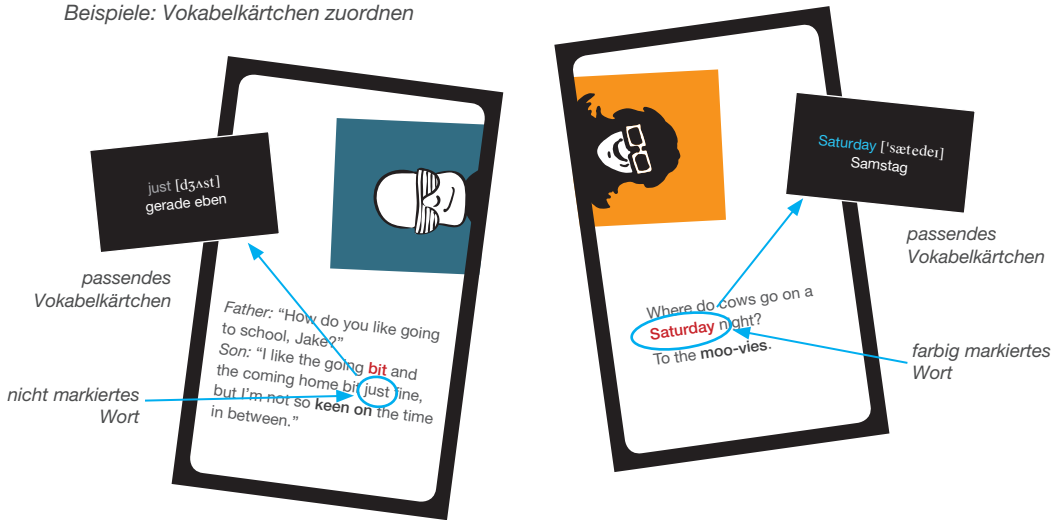 Beispiele: Vokabelkärtchen zuordnen
just [dʒʌst]
gerade eben
passendes
Vokabelkärtchen
Father: “How do you like going
to school, Jake?”
Son: “I like the going bit and
the coming home bit just fine,
but I’m not so keen on the time
in between.”
nicht markiertes
Wort
Saturday [ˈsætedeɪ]
Samstag
passendes
Vokabelkärtchen
Where do cows go on a
Saturday night?
To the moo-vies.
farbig markiertes
Wort